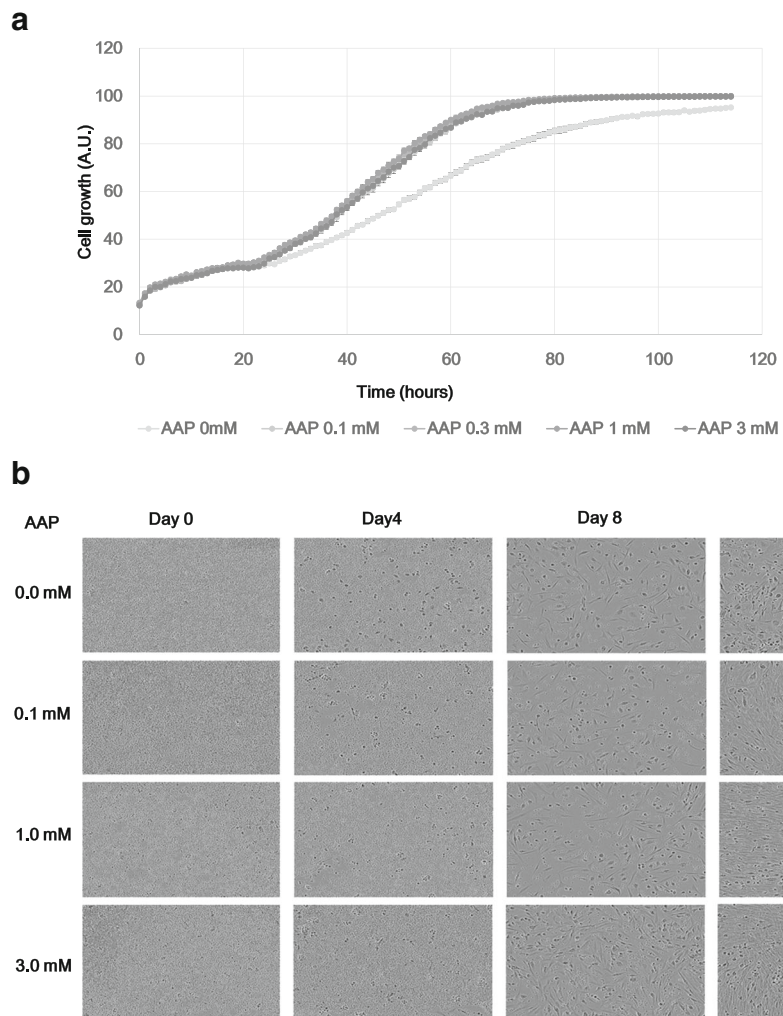 a
120
100
80
60
40
20
0
Cell growth (A.U.)
0 20 40 60 80 100 120
Time (hours)
AAP 0mM AAP 0.1 mM AAP 0.3 mM AAP 1 mM AAP 3 mM
b
AAP Day 0 Day4 Day 8
0.0 mM
0.1 mM
1.0 mM
3.0 mM